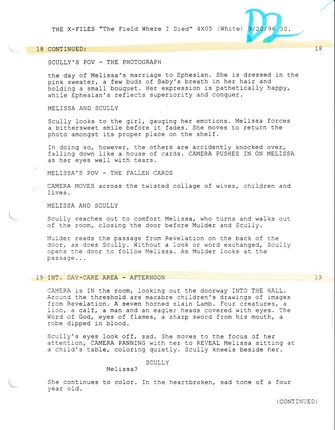 D2
THE X-FILES "The Field Where I Died" 4X05 (White) 9/20/96 30.
18 CONTINUED: 18
SCULLY'S POV - THE PHOTOGRAPH
the day of Melissa's marriage to Ephesian. She is dressed in the
pink sweater, a few buds of Baby's breath in her hair and
holding a small bouquet. Her expression is pathetically happy,
while Ephesian's reflects superiority and conquer.
MELISSA AND SCULLY
Scully looks to the girl, gauging her emotions. Melissa forces
a bittersweet smile before it fades. She moves to return the
photo amongst its proper place on the shelf.
In doing so, however, the others are accidently knocked over,
falling down like a house of cards. CAMERA PUSHES IN ON MELISSA
as her eyes well with tears.
MELISSA'S POV - THE FALLEN CARDS
CAMERA MOVES across the twisted collage of wives, children and
lives.
MELISSA AND SCULLY
Scully reaches out to comfort Melissa, who turns and walks out
of the room, closing the door before Mulder and Scully.
Mulder reads the passage from Revelation on the back of the
door, as does Scully. Without a look or word exchanged, Scully
opens the door to follow Melissa. As Mulder looks at the
passage...
19 INT. DAY-CARE AREA - AFTERNOON 19
CAMERA is IN the room, looking out the doorway INTO THE HALL.
Around the threshold are macabre children's drawings of images
from Revelation. A seven horned slain Lamb. Four creatures, a
lion, a calf, a man and an eagle; heads covered with eyes. The
Word of God, eyes of flames, a sharp sword from his mouth, a
robe dipped in blood.
Scully's eyes look off, sad. She moves to the focus of her
attention, CAMERA PANNING with her to REVEAL Melissa sitting at
a child's table, coloring quietly. Scully kneels beside her.
SCULLY
Melissa?
She continues to color. In the heartbroken, sad tone of a four
year old.
(CONTINUED)